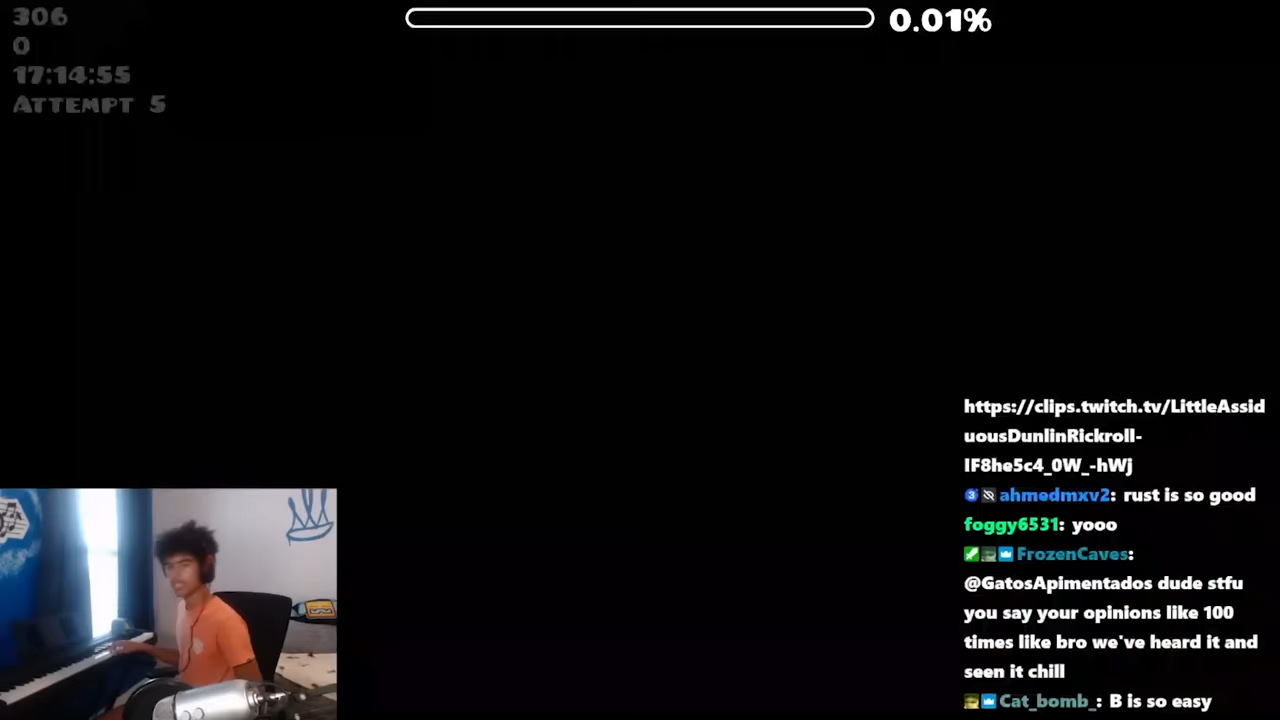 306
0
17:14:55
Attempt 5
0.01%
https://clips.twitch.tv/LittleAssid
uousDunlinRickroll-
IF8he5c4_0W_-hWj
3 ahmedmxv2: rust is so good
foggy6531: yooo
FrozenCaves:
@GatosApimentados dude stfu
you say your opinions like 100
times like bro we've heard it and
seen it chill
Cat_bomb_: B is so easy